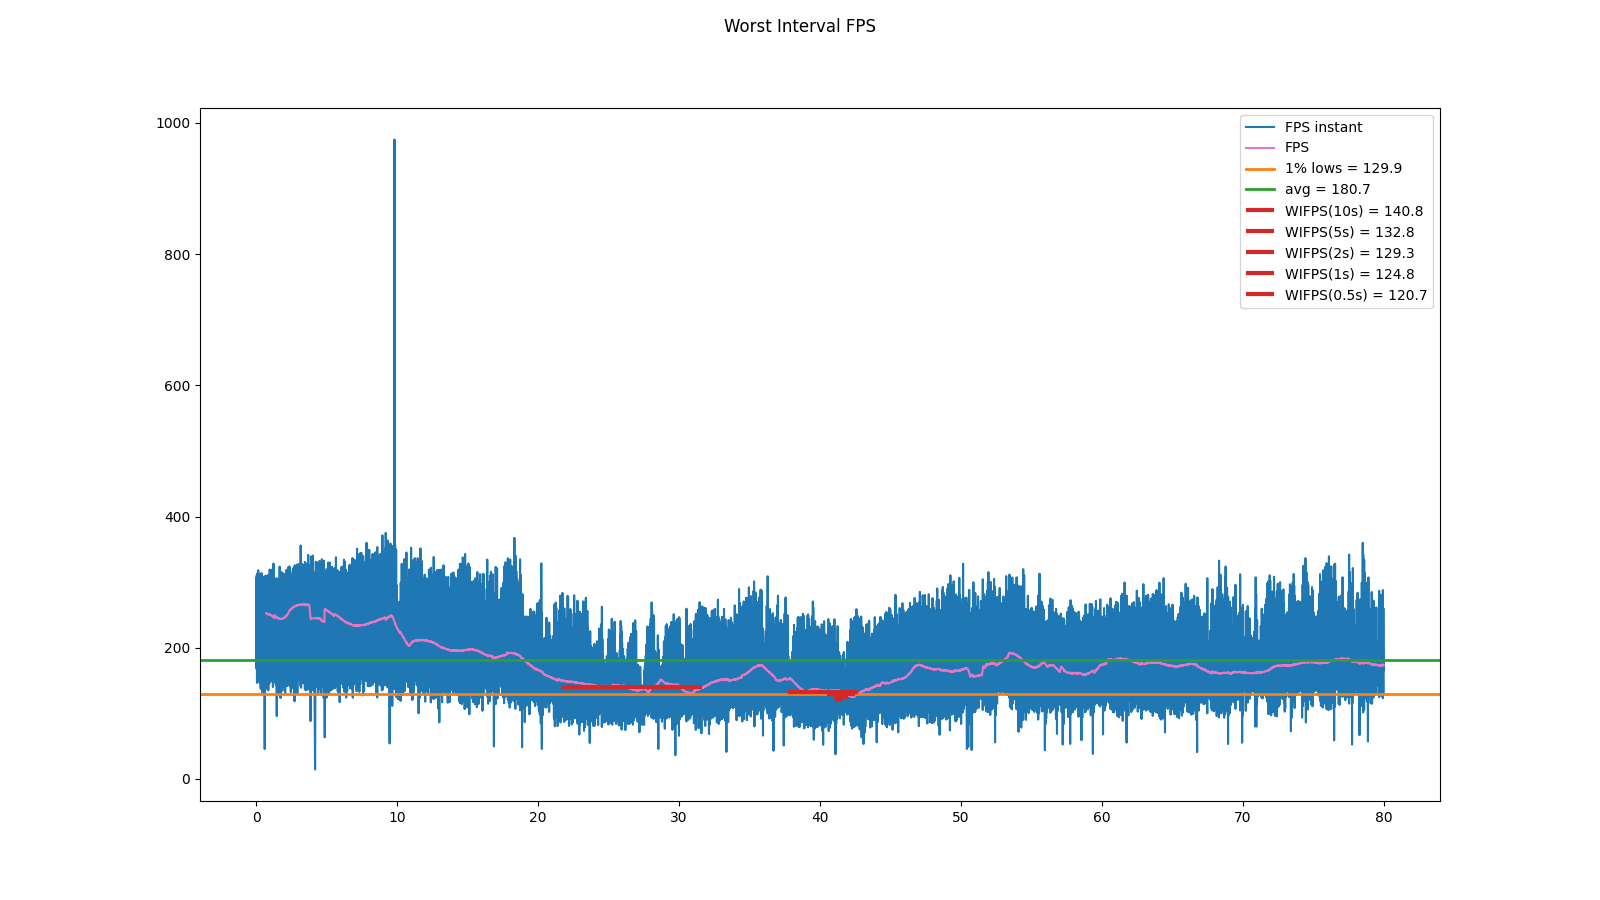 Worst Interval FPS
1000
800
600
400
200
0
0 10 20 30 40 50 60 70 80
FPS instant
FPS
1% lows = 129.9
avg = 180.7
WIFPS(10s) = 140.8
WIFPS(5s) = 132.8
WIFPS(2s) = 129.3
WIFPS(1s) = 124.8
WIFPS(0.5s) = 120.7